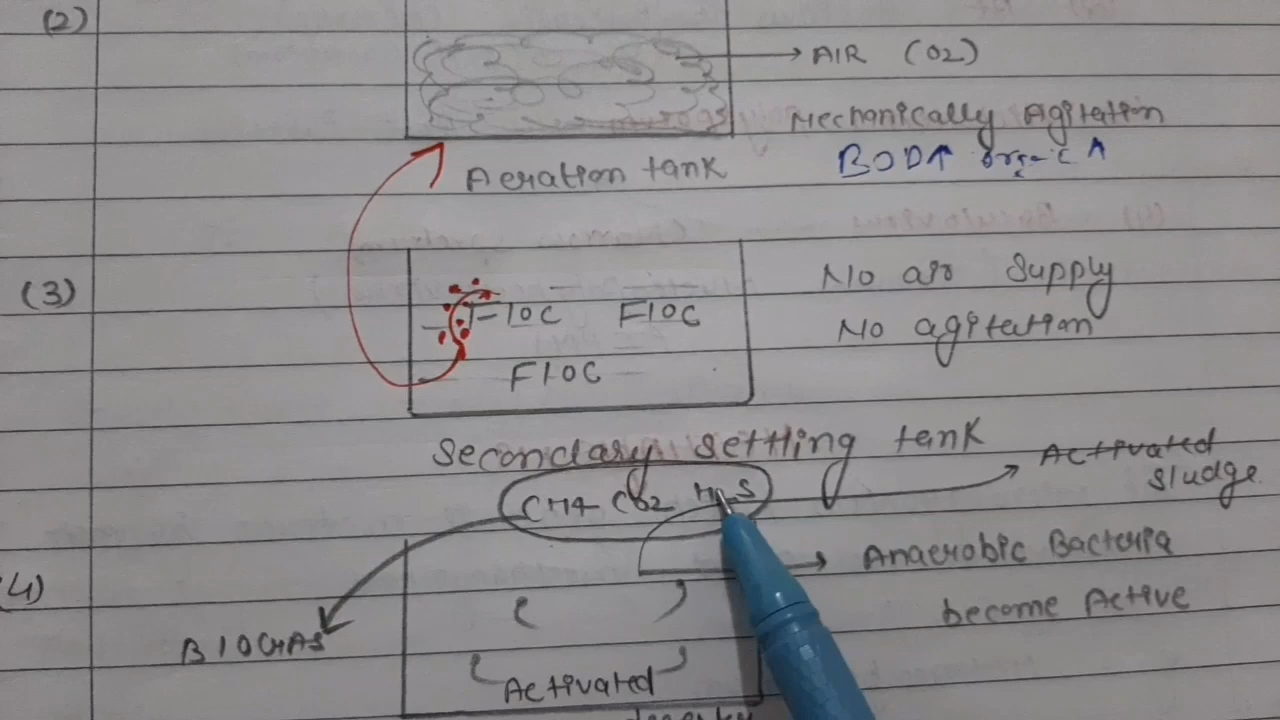 (2)
AIR (O2)
Mechanically Agitation
BOD↑
Aeration tank
(3)
No air Supply
Floc Floc
No agitation
Floc
Secondary Settling tank
Activated
Sludge
CH4 CO2 H2S
Anaerobic Bacteria
(4)
become Active
BIOGAS
Activated